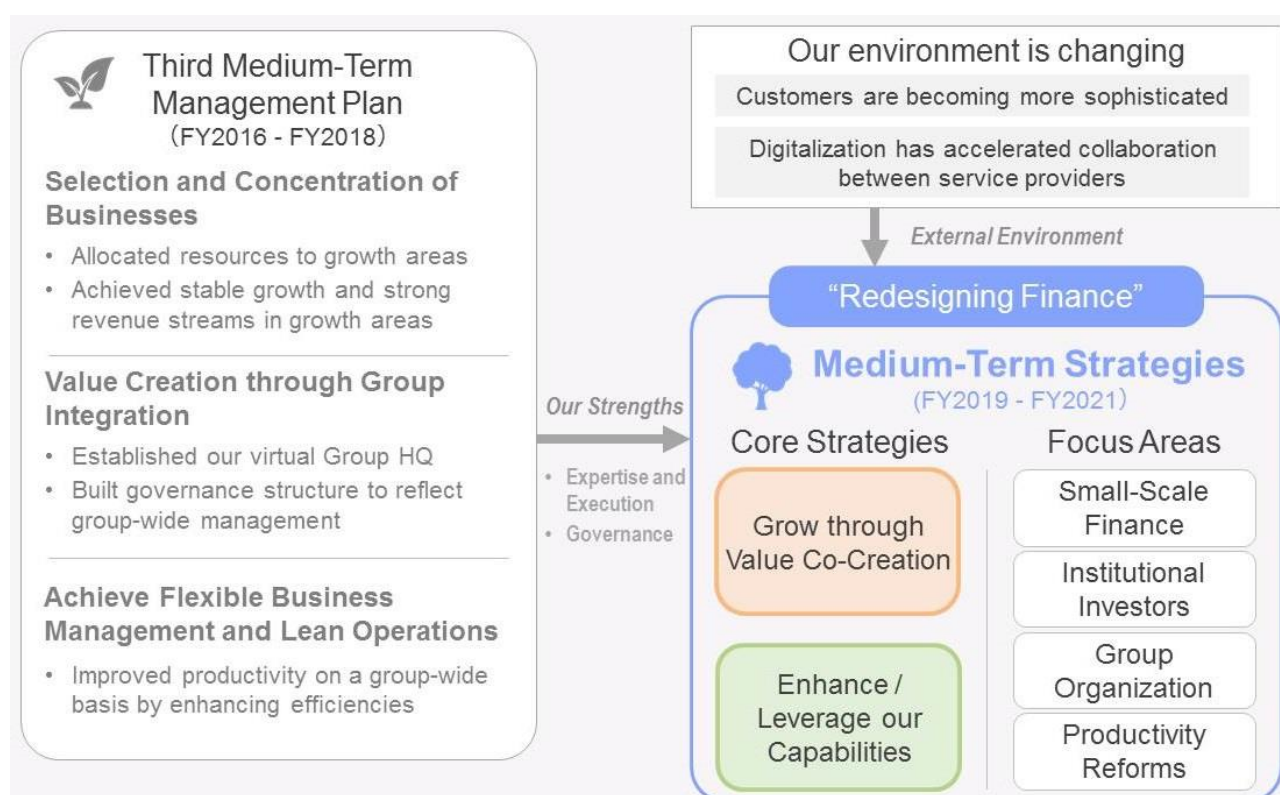 Third Medium-Term
Management Plan
（FY2016 - FY2018）
Selection and Concentration of
Businesses
• Allocated resources to growth areas
• Achieved stable growth and strong
revenue streams in growth areas
Value Creation through Group
Integration
• Established our virtual Group HQ
• Built governance structure to reflect
group-wide management
Achieve Flexible Business
Management and Lean Operations
• Improved productivity on a group-wide
basis by enhancing efficiencies
Our Strengths
• Expertise and
Execution
• Governance
Our environment is changing
Customers are becoming more sophisticated
Digitalization has accelerated collaboration
between service providers
External Environment
“Redesigning Finance”
Medium-Term Strategies
(FY2019 - FY2021）
Core Strategies
Grow through
Value Co-Creation
Enhance /
Leverage our
Capabilities
Focus Areas
Small-Scale
Finance
Institutional
Investors
Group
Organization
Productivity
Reforms